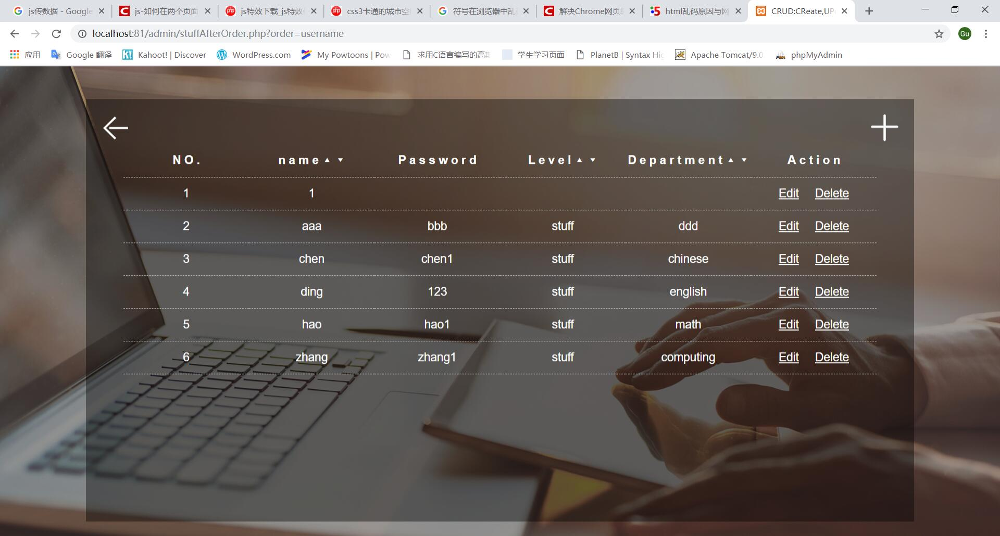 js传数据 - Google
js-如何在两个页面
js特效下载_js特效
css3卡通的城市空
符号在浏览器中乱
解决Chrome网页
html乱码原因与网
CRUD:CReate,UP
localhost:81/admin/stuffAfterOrder.php?order=username
Gu
应用
Google 翻译
Kahoot! | Discover
WordPress.com
My Powtoons | Pow
求用C语言编写的高
学生学习页面
PlanetB | Syntax Hig
Apache Tomcat/9.0
phpMyAdmin
NO. name▲ ▼ Password Level▲ ▼ Department▲ ▼ Action
1 1 Edit Delete
2 aaa bbb stuff ddd Edit Delete
3 chen chen1 stuff chinese Edit Delete
4 ding 123 stuff english Edit Delete
5 hao hao1 stuff math Edit Delete
6 zhang zhang1 stuff computing Edit Delete